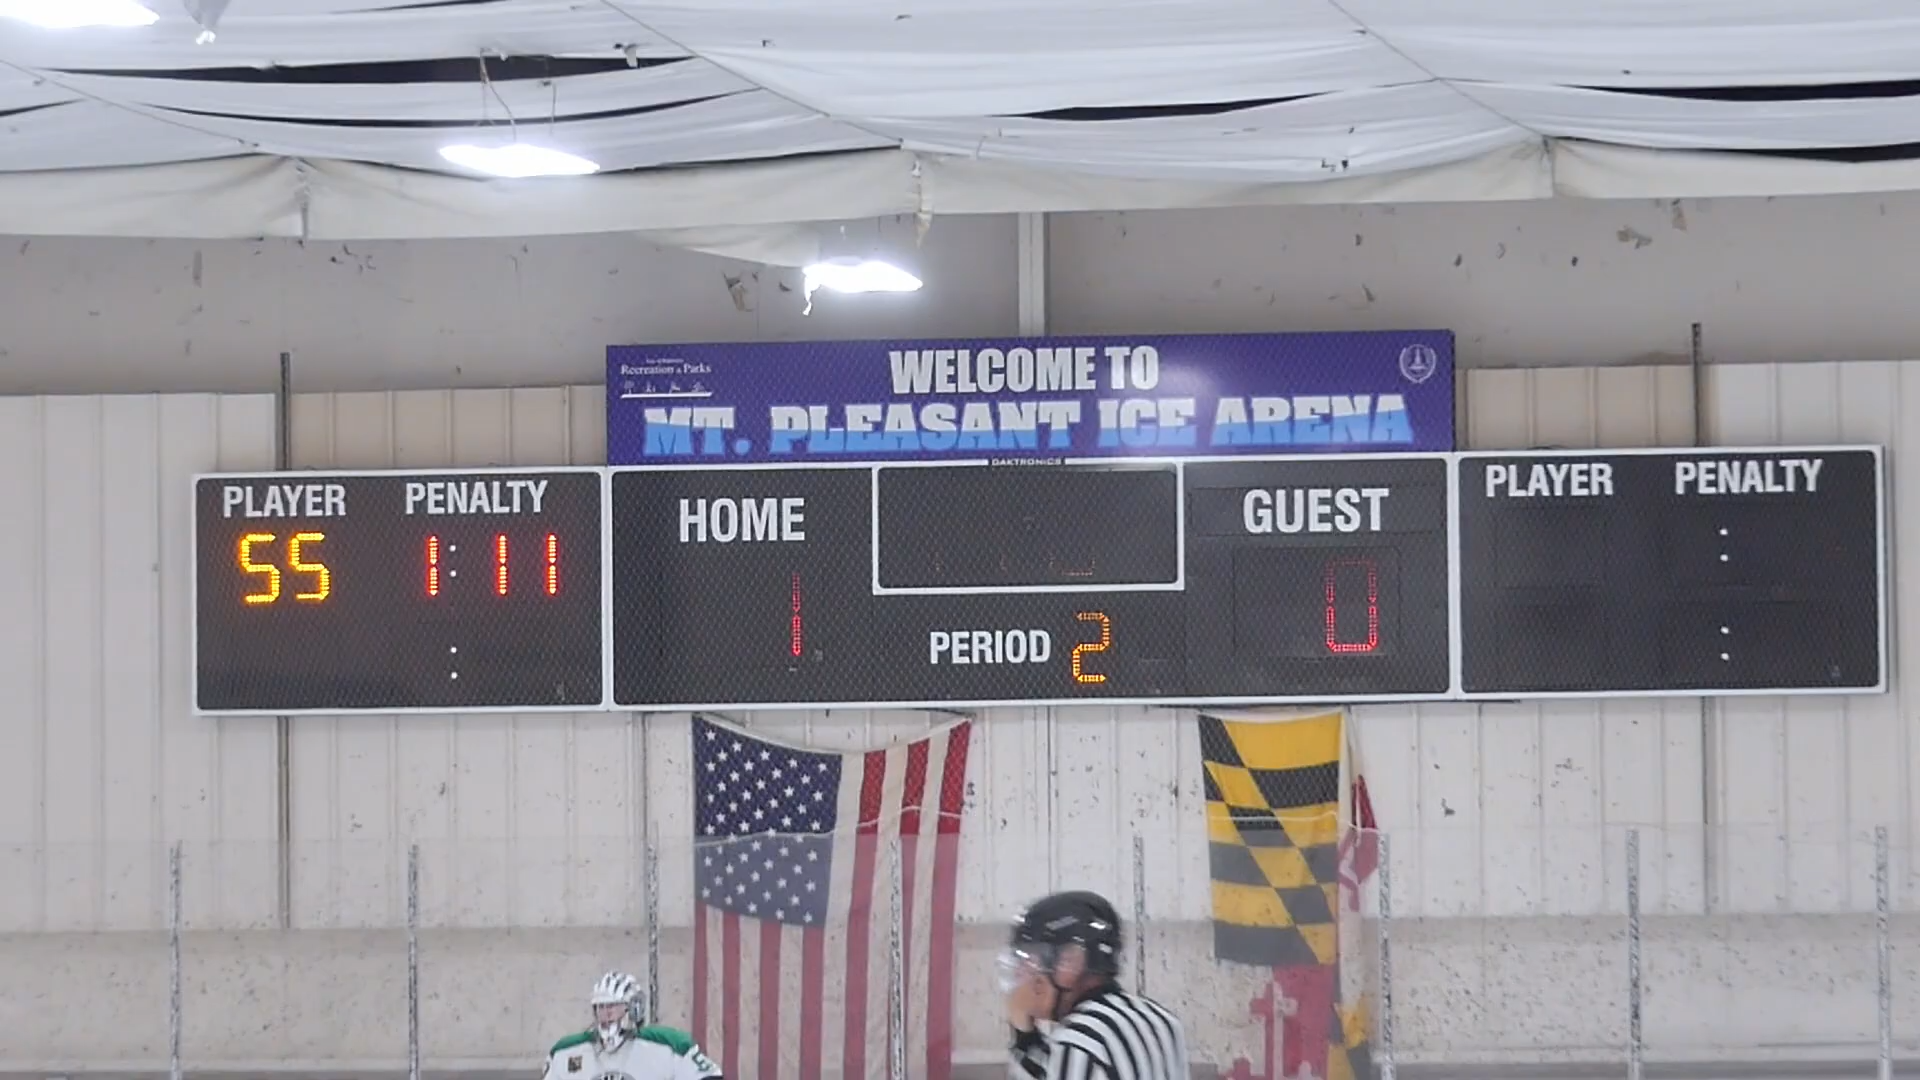 Recreation & Parks
WELCOME TO
MT. PLEASANT ICE ARENA
DAKTRONICS
PLAYER PENALTY
55 1:11
HOME
1
PERIOD 2
GUEST
0
PLAYER PENALTY